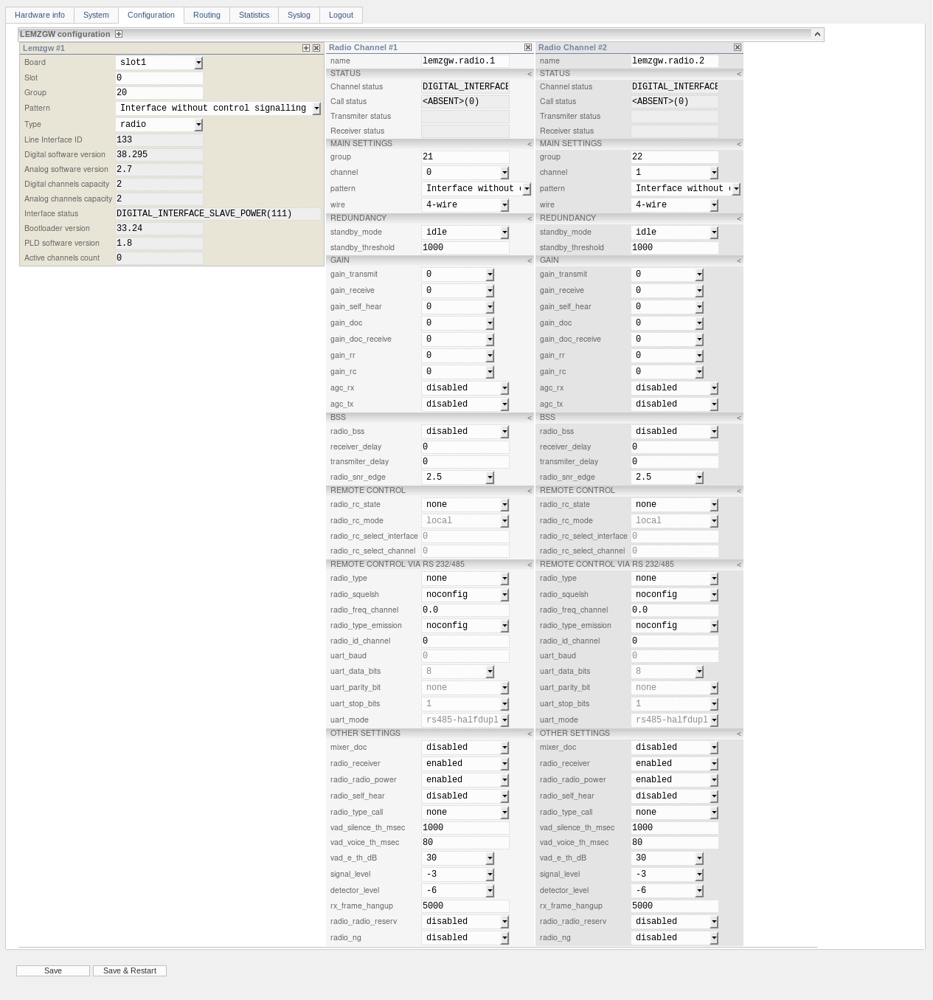 Hardware info System Configuration Routing Statistics Syslog Logout
LEMZGW configuration
Lemzgw #1
Board slot1
Slot 0
Group 20
Pattern Interface without control signalling
Type radio
Line Interface ID 133
Digital software version 38.295
Analog software version 2.7
Digital channels capacity 2
Analog channels capacity 2
Interface status DIGITAL_INTERFACE_SLAVE_POWER(111)
Bootloader version 33.24
PLD software version 1.8
Active channels count 0
Radio Channel #1
name lemzgw.radio.1
STATUS <
Channel status DIGITAL_INTERFACE
Call status <ABSENT>(0)
Transmiter status
Receiver status
MAIN SETTINGS <
group 21
channel 0
pattern Interface without
wire 4-wire
REDUNDANCY <
standby_mode idle
standby_threshold 1000
GAIN <
gain_transmit 0
gain_receive 0
gain_self_hear 0
gain_doc 0
gain_doc_receive 0
gain_rr 0
gain_rc 0
agc_rx disabled
agc_tx disabled
BSS <
radio_bss disabled
receiver_delay 0
transmiter_delay 0
radio_snr_edge 2.5
REMOTE CONTROL <
radio_rc_state none
radio_rc_mode local
radio_rc_select_interface 0
radio_rc_select_channel 0
REMOTE CONTROL VIA RS 232/485 <
radio_type none
radio_squelsh noconfig
radio_freq_channel 0.0
radio_type_emission noconfig
radio_id_channel 0
uart_baud 0
uart_data_bits 8
uart_parity_bit none
uart_stop_bits 1
uart_mode rs485-halfdupl
OTHER SETTINGS <
mixer_doc disabled
radio_receiver enabled
radio_radio_power enabled
radio_self_hear disabled
radio_type_call none
vad_silence_th_msec 1000
vad_voice_th_msec 80
vad_e_th_dB 30
signal_level -3
detector_level -6
rx_frame_hangup 5000
radio_radio_reserv disabled
radio_ng disabled
Radio Channel #2
name lemzgw.radio.2
STATUS <
Channel status DIGITAL_INTERFACE
Call status <ABSENT>(0)
Transmiter status
Receiver status
MAIN SETTINGS <
group 22
channel 1
pattern Interface without
wire 4-wire
REDUNDANCY <
standby_mode idle
standby_threshold 1000
GAIN <
gain_transmit 0
gain_receive 0
gain_self_hear 0
gain_doc 0
gain_doc_receive 0
gain_rr 0
gain_rc 0
agc_rx disabled
agc_tx disabled
BSS <
radio_bss disabled
receiver_delay 0
transmiter_delay 0
radio_snr_edge 2.5
REMOTE CONTROL <
radio_rc_state none
radio_rc_mode local
radio_rc_select_interface 0
radio_rc_select_channel 0
REMOTE CONTROL VIA RS 232/485 <
radio_type none
radio_squelsh noconfig
radio_freq_channel 0.0
radio_type_emission noconfig
radio_id_channel 0
uart_baud 0
uart_data_bits 8
uart_parity_bit none
uart_stop_bits 1
uart_mode rs485-halfdupl
OTHER SETTINGS <
mixer_doc disabled
radio_receiver enabled
radio_radio_power enabled
radio_self_hear disabled
radio_type_call none
vad_silence_th_msec 1000
vad_voice_th_msec 80
vad_e_th_dB 30
signal_level -3
detector_level -6
rx_frame_hangup 5000
radio_radio_reserv disabled
radio_ng disabled
Save Save & Restart